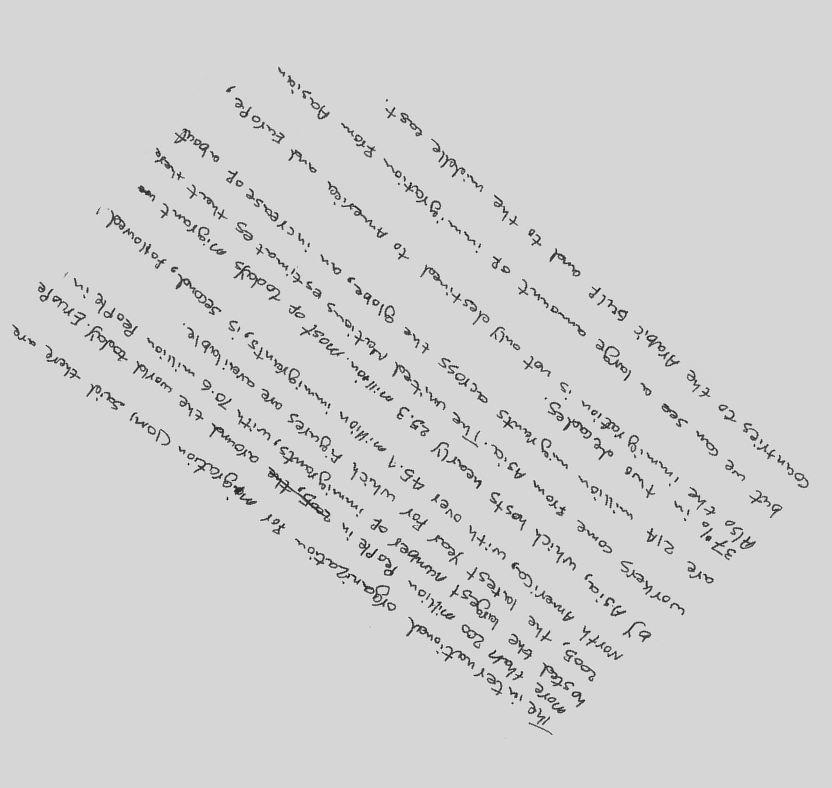 The international organization for migration (IOM) said there are
more than 200 million people in around the world today. Eruope
hosted the largest number of immigrants, with 70.6 million people in
2005, the latest year for which figures are available.
North America, with over 45.1 million immigrants, is second, followed
by Asia, which hosts nearly 25.3 million. most of todays migrant
workers come from Asia. The united Nations estimates that there
are 214 million migrants across the globe, an increase of about
37% in two decades.
Also the immigration is not only destined to America and Europe,
but we can see a large amount of immigration from Aasian
countries to the Arabic Gulf and to the middle east.